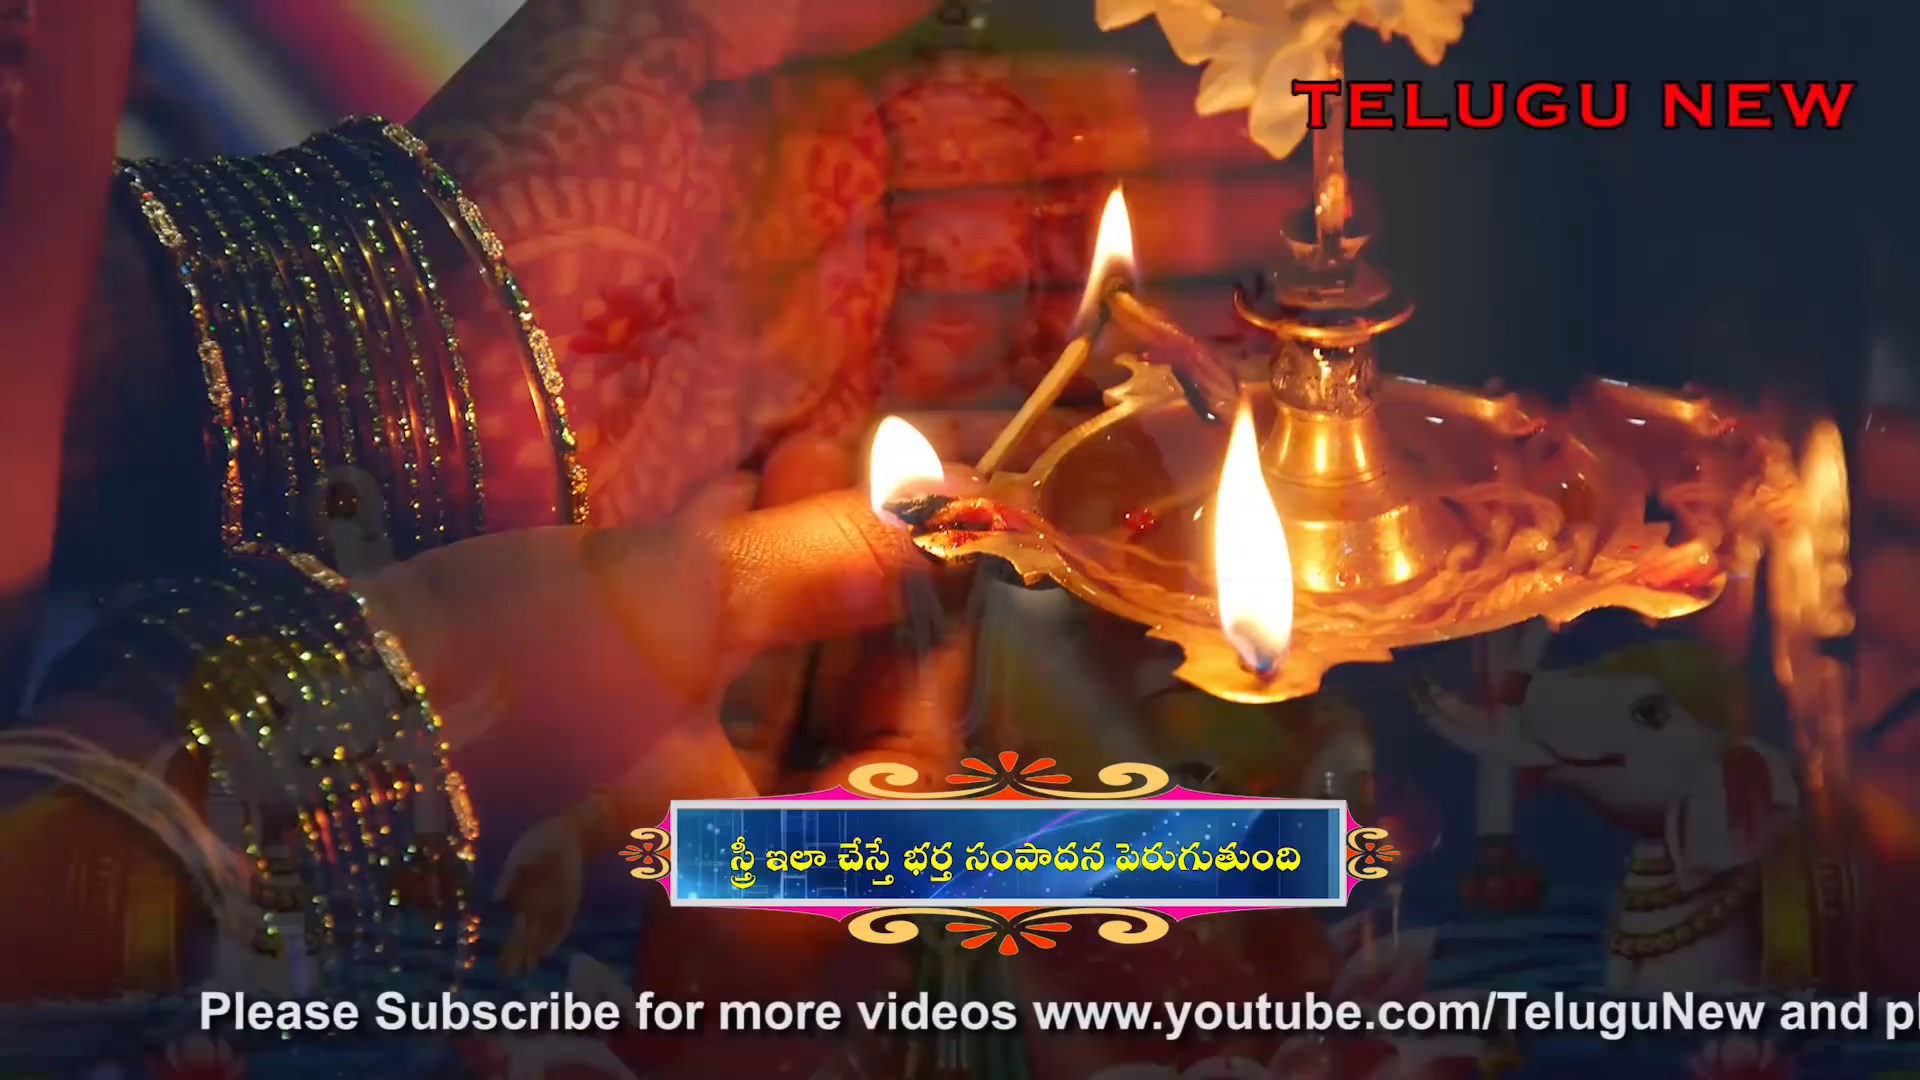 TELUGU NEW
స్త్రీ ఇలా చేస్తే భర్త సంపాదన పెరుగుతుంది
Please Subscribe for more videos www.youtube.com/TeluguNew and